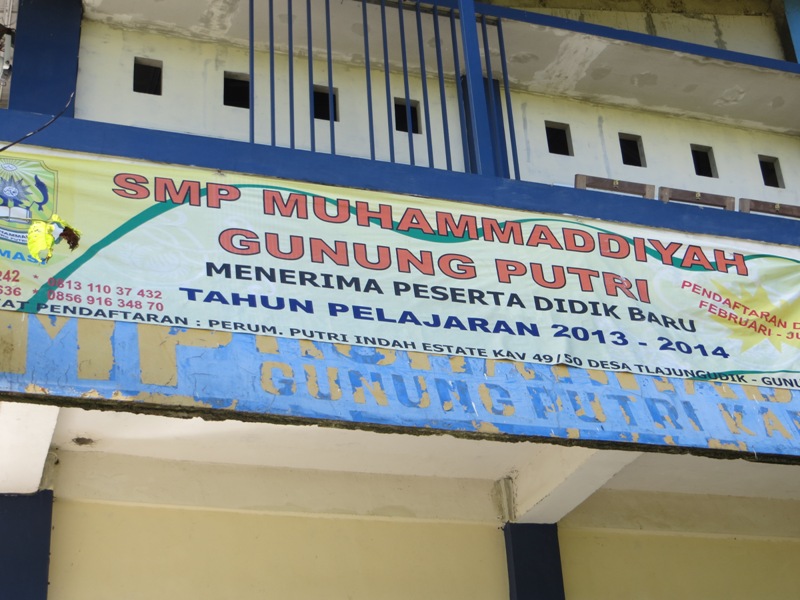 SMP MUHAMMADDIYAH
GUNUNG PUTRI
MENERIMA PESERTA DIDIK BARU
TAHUN PELAJARAN 2013 - 2014
PENDAFTARAN
FEBRUARI -
242 - 0813 110 37 432
636 + 0856 916 348 70
PENDAFTARAN : PERUM. PUTRI INDAH ESTATE KAV 49/50 DESA TLAJUNGUDIK -
MP
GUNUNG PUTRI